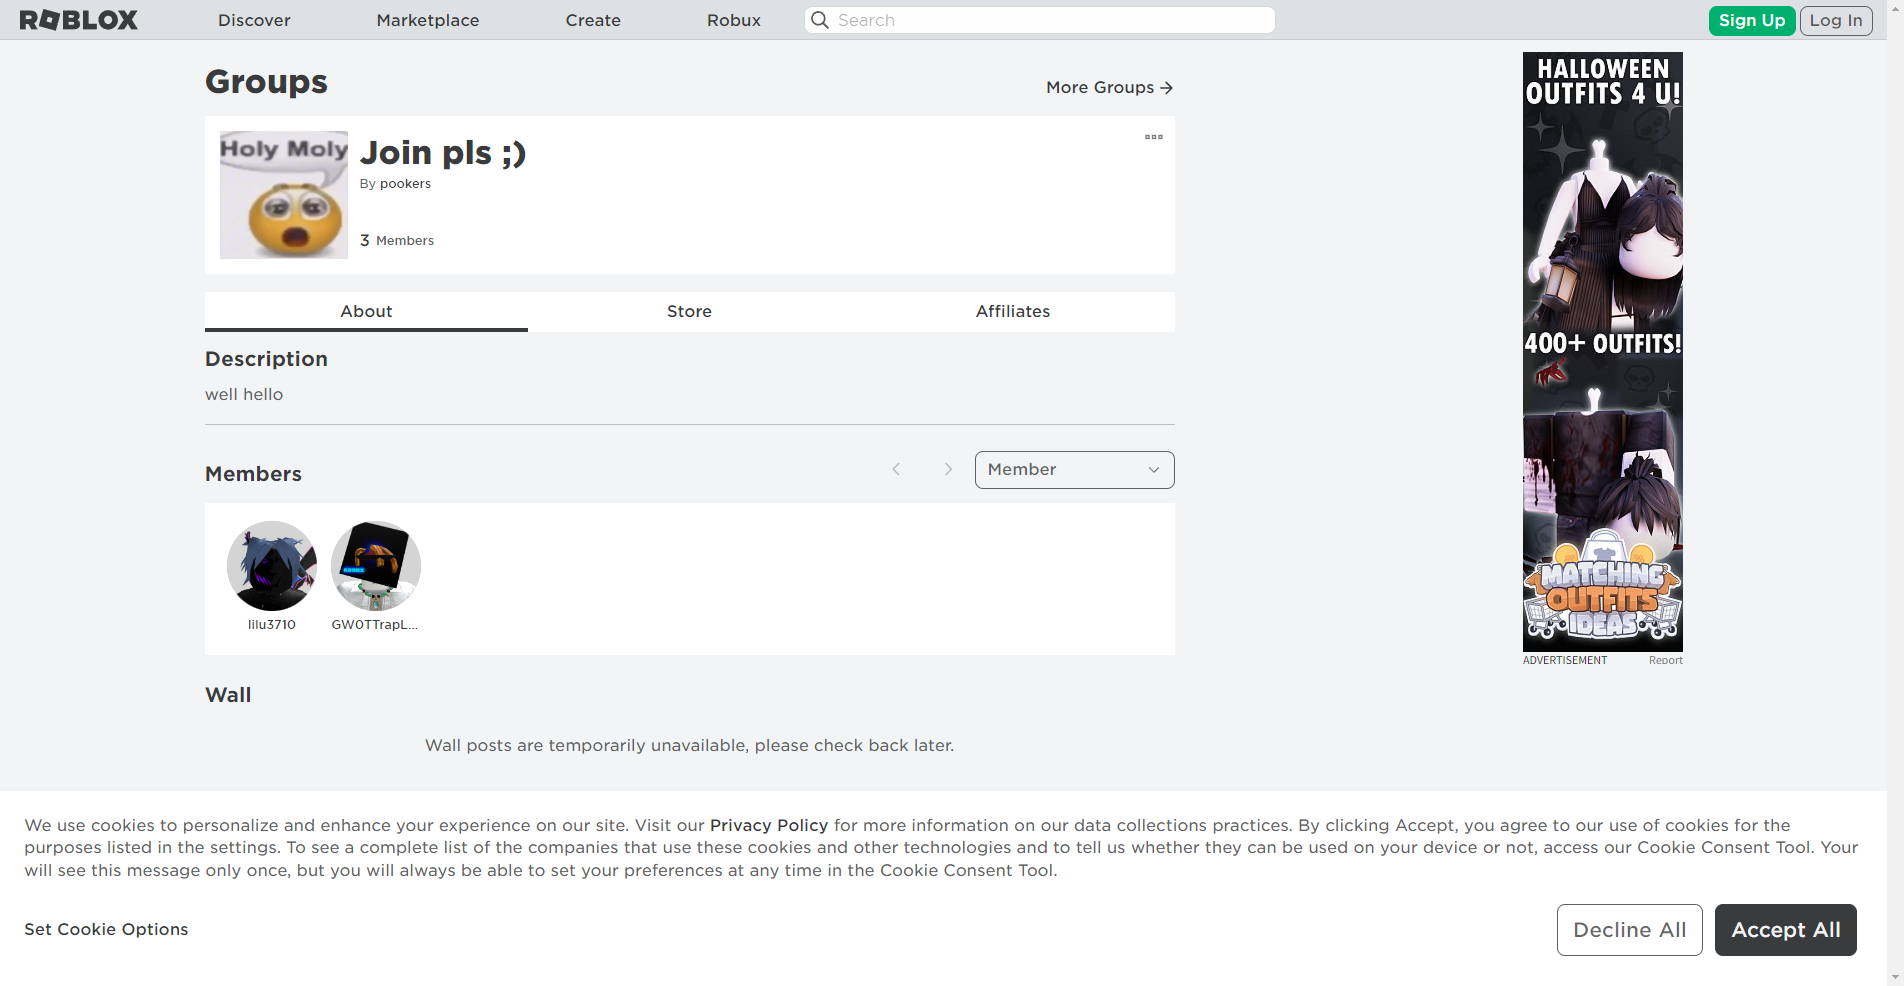 ROBLOX
Discover
Marketplace
Create
Robux
Search
Sign Up
Log In
Groups
More Groups
Holy Moly
Join pls ;)
By pookers
3 Members
About
Store
Affiliates
Description
well hello
Members
Member
lilu3710
GW0TTrapL...
Wall
Wall posts are temporarily unavailable, please check back later.
HALLOWEEN
OUTFITS 4 U!
400+ OUTFITS!
MATCHING
OUTFITS
IDEAS
ADVERTISEMENT
Report
We use cookies to personalize and enhance your experience on our site. Visit our Privacy Policy for more information on our data collections practices. By clicking Accept, you agree to our use of cookies for the
purposes listed in the settings. To see a complete list of the companies that use these cookies and other technologies and to tell us whether they can be used on your device or not, access our Cookie Consent Tool. Your
will see this message only once, but you will always be able to set your preferences at any time in the Cookie Consent Tool.
Set Cookie Options
Decline All
Accept All